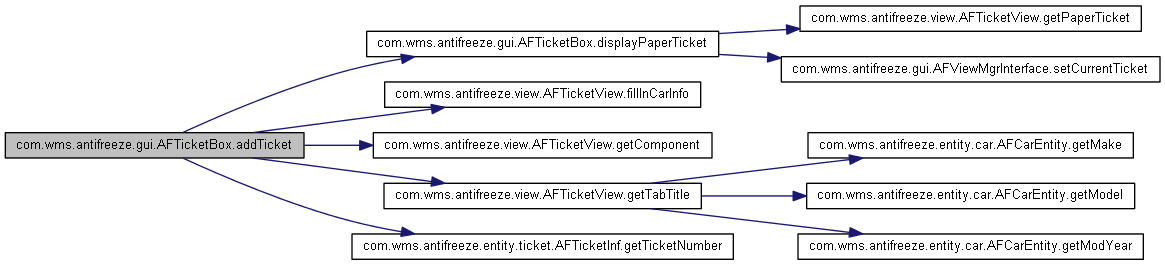 com.wms.antifreeze.gui.AFTicketBox.addTicket
com.wms.antifreeze.gui.AFTicketBox.displayPaperTicket
com.wms.antifreeze.view.AFTicketView.getPaperTicket
com.wms.antifreeze.gui.AFViewMgrInterface.setCurrentTicket
com.wms.antifreeze.view.AFTicketView.fillInCarInfo
com.wms.antifreeze.view.AFTicketView.getComponent
com.wms.antifreeze.view.AFTicketView.getTabTitle
com.wms.antifreeze.entity.car.AFCarEntity.getMake
com.wms.antifreeze.entity.car.AFCarEntity.getModel
com.wms.antifreeze.entity.car.AFCarEntity.getModYear
com.wms.antifreeze.entity.ticket.AFTicketInf.getTicketNumber